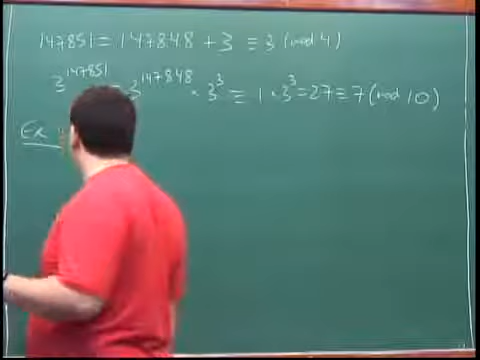 147851 = 147848 + 3 ≡ 3 (mod 4)
3^147851 = 3^147848 · 3^3 ≡ 1 · 3^3 = 27 ≡ 7 (mod 10)
Ex